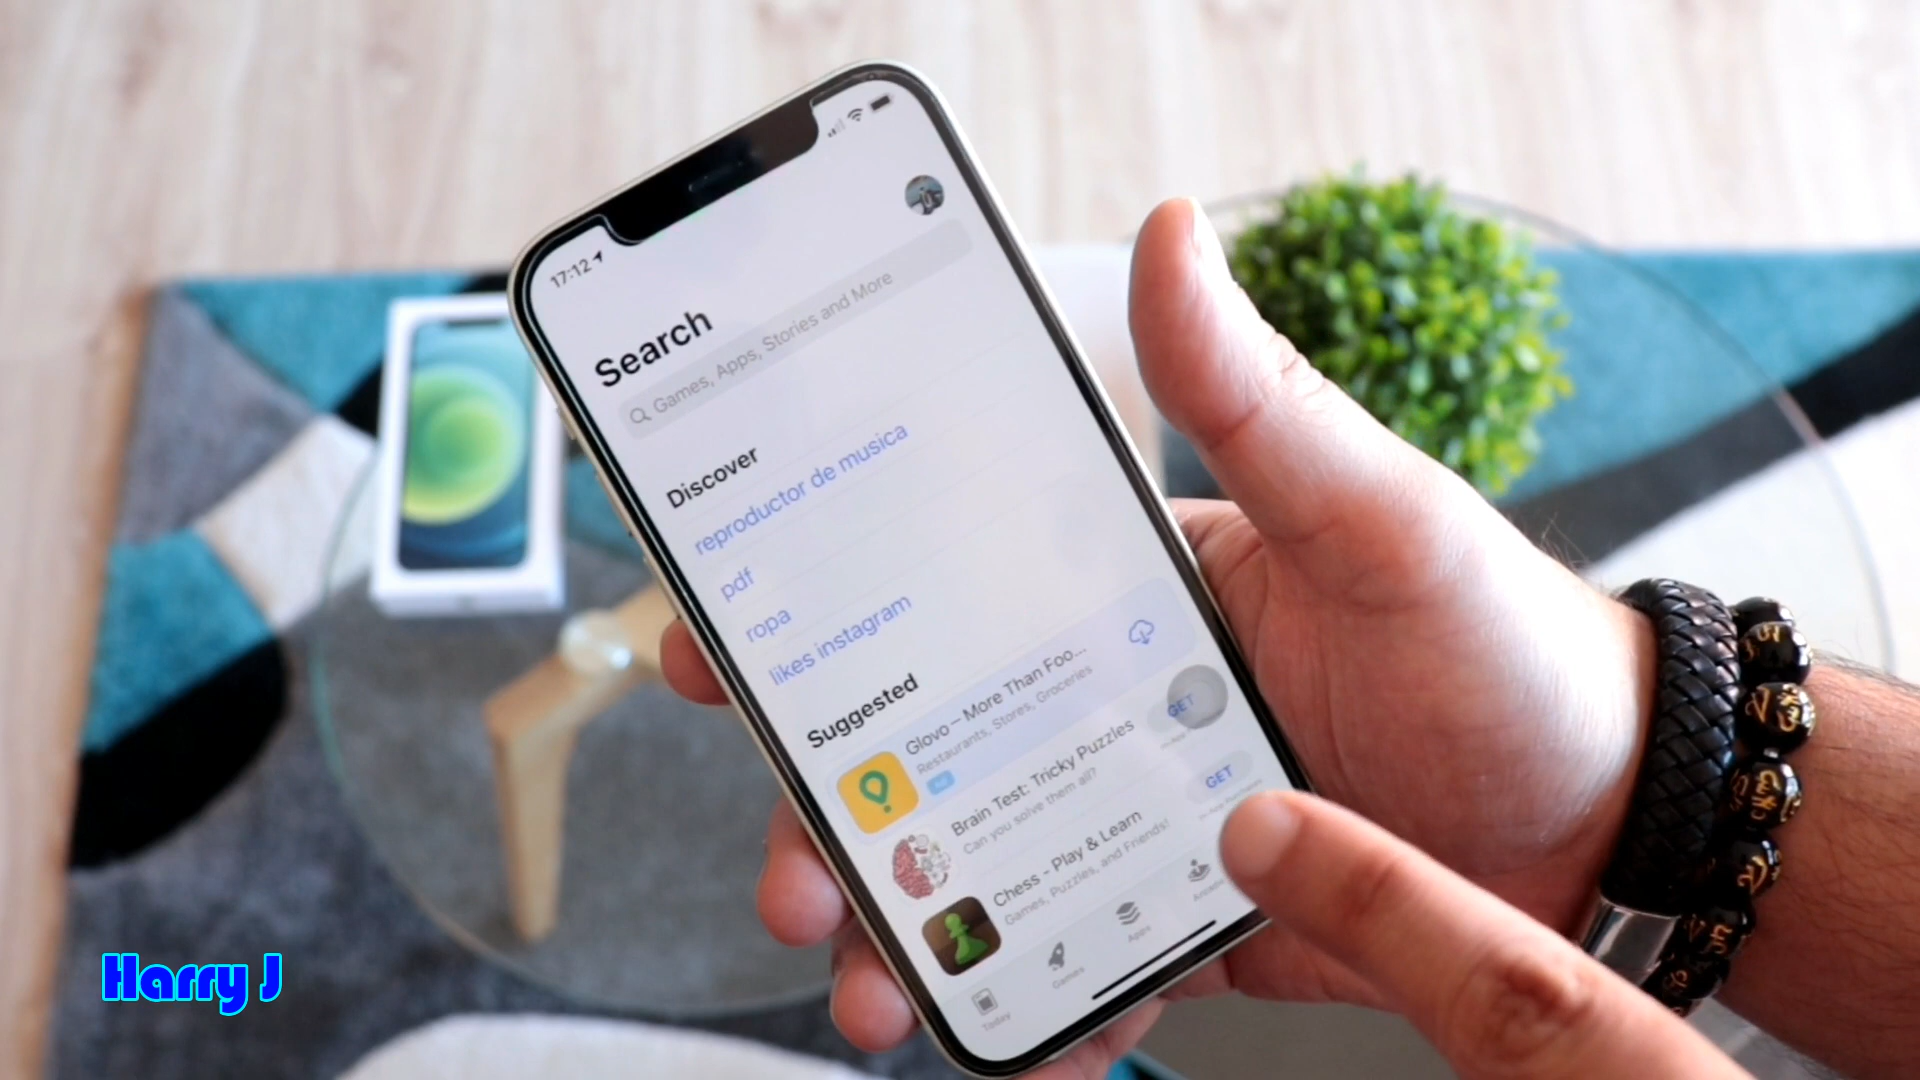 17:12
Search
Games, Apps, Stories and More
Discover
reproductor de musica
pdf
ropa
likes instagram
Suggested
Glovo – More Than Foo...
Restaurants, Stores, Groceries
Ad
Brain Test: Tricky Puzzles
Can you solve them all?
GET
Chess - Play & Learn
Games, Puzzles, and Friends!
GET
Today
Games
Apps
Arcade
Harry J